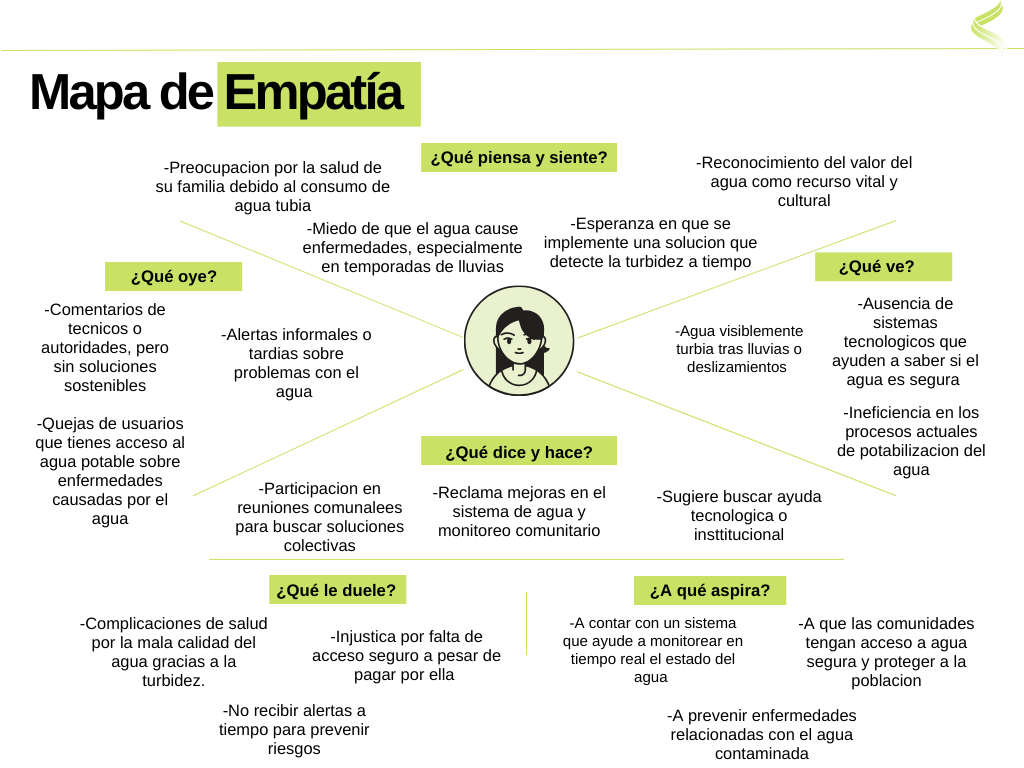 Mapa de Empatía
¿Qué piensa y siente?
-Preocupacion por la salud de
su familia debido al consumo de
agua tubia
-Miedo de que el agua cause
enfermedades, especialmente
en temporadas de lluvias
-Esperanza en que se
implemente una solucion que
detecte la turbidez a tiempo
-Reconocimiento del valor del
agua como recurso vital y
cultural
¿Qué oye?
-Comentarios de
tecnicos o
autoridades, pero
sin soluciones
sostenibles
-Alertas informales o
tardias sobre
problemas con el
agua
-Quejas de usuarios
que tienes acceso al
agua potable sobre
enfermedades
causadas por el
agua
¿Qué ve?
-Agua visiblemente
turbia tras lluvias o
deslizamientos
-Ausencia de
sistemas
tecnologicos que
ayuden a saber si el
agua es segura
-Ineficiencia en los
procesos actuales
de potabilizacion del
agua
¿Qué dice y hace?
-Participacion en
reuniones comunalees
para buscar soluciones
colectivas
-Reclama mejoras en el
sistema de agua y
monitoreo comunitario
-Sugiere buscar ayuda
tecnologica o
insttitucional
¿Qué le duele?
-Complicaciones de salud
por la mala calidad del
agua gracias a la
turbidez.
-Injustica por falta de
acceso seguro a pesar de
pagar por ella
-No recibir alertas a
tiempo para prevenir
riesgos
¿A qué aspira?
-A contar con un sistema
que ayude a monitorear en
tiempo real el estado del
agua
-A que las comunidades
tengan acceso a agua
segura y proteger a la
poblacion
-A prevenir enfermedades
relacionadas con el agua
contaminada